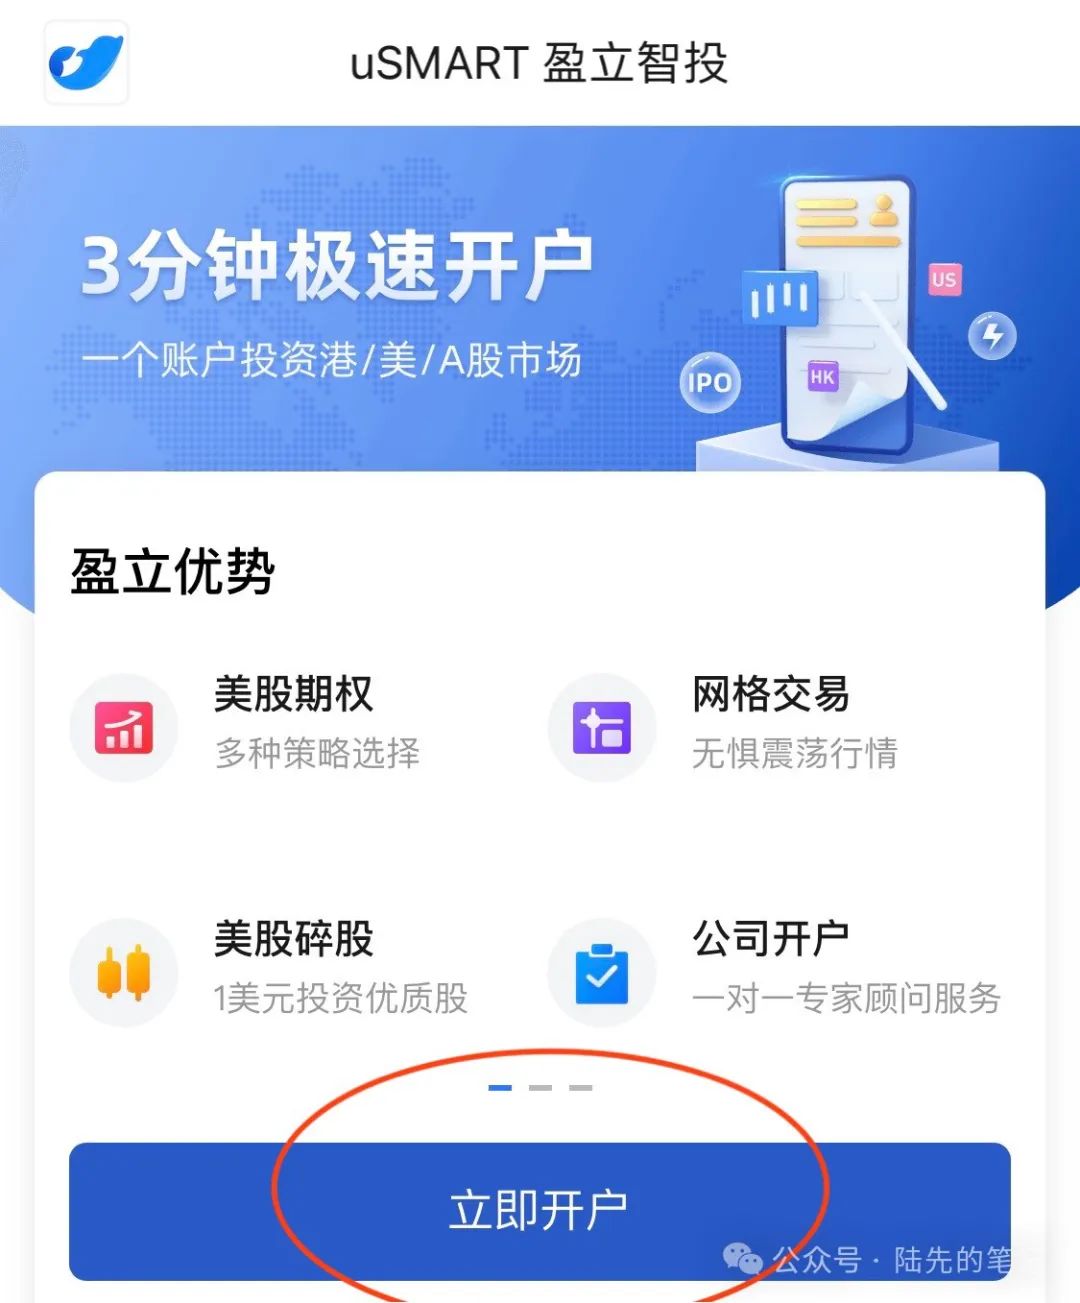 uSMART 盈立智投
3分钟极速开户
一个账户投资港/美/A股市场
US
IPO
HK
盈立优势
美股期权
多种策略选择
网格交易
无惧震荡行情
美股碎股
1美元投资优质股
公司开户
一对一专家顾问服务
立即开户
公众号 · 陆先的笔